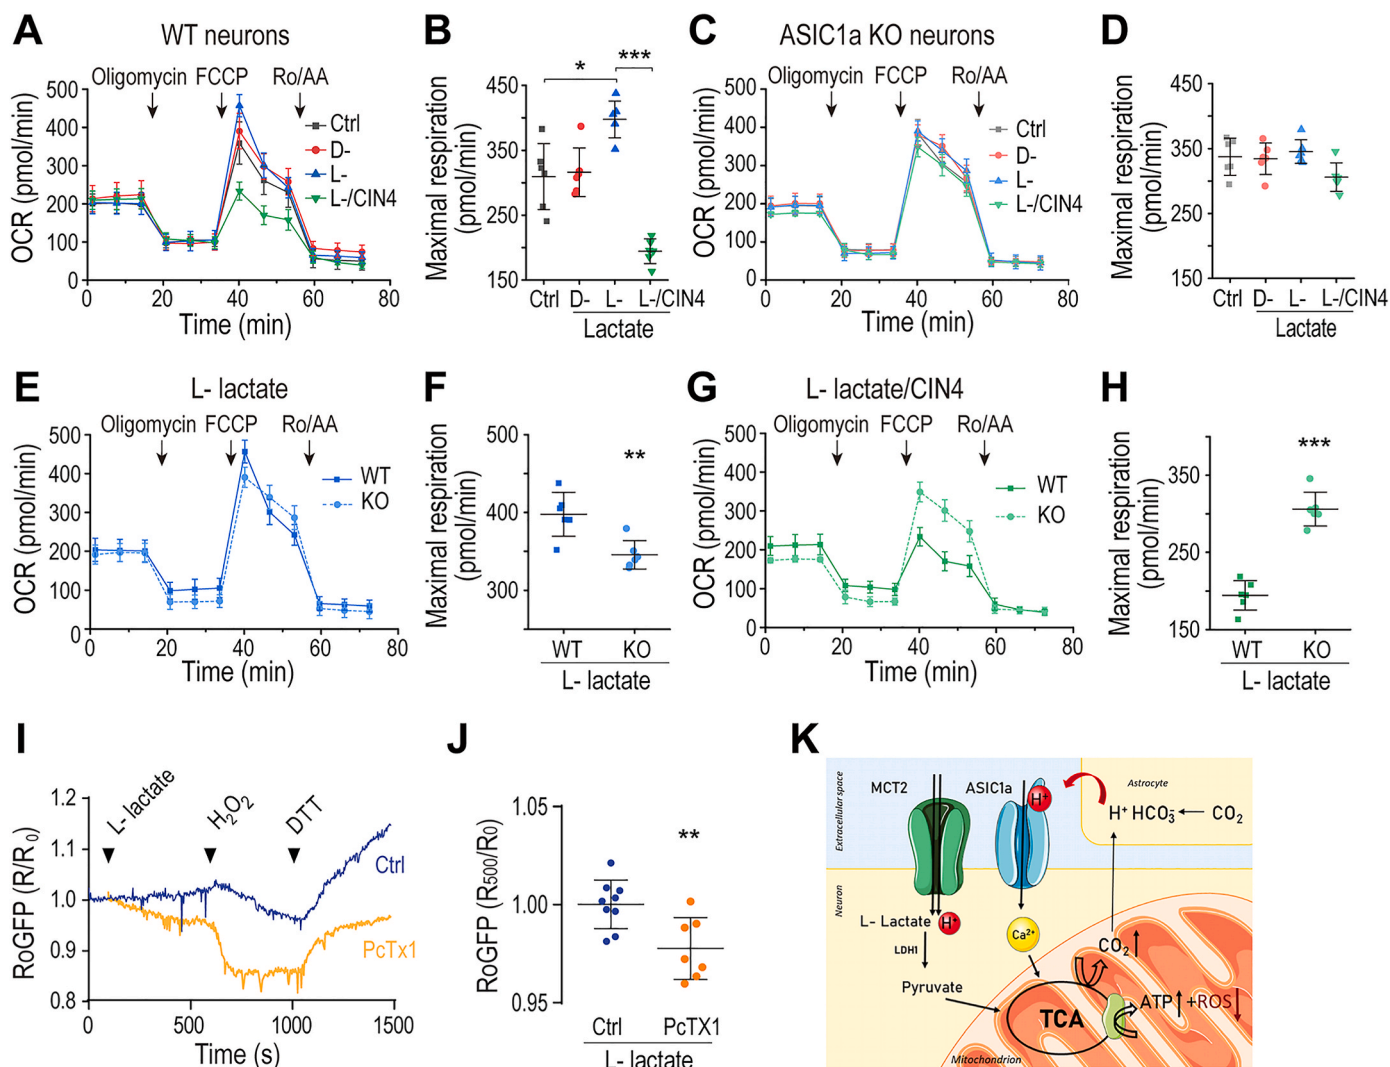 A
WT neurons
Oligomycin FCCP Ro/AA
OCR (pmol/min)
500
400
300
200
100
0
0 20 40 60 80
Time (min)
Ctrl
D-
L-
L-/CIN4
B
*
***
Maximal respiration
(pmol/min)
450
350
250
150
Ctrl D- L- L-/CIN4
Lactate
C
ASIC1a KO neurons
Oligomycin FCCP Ro/AA
OCR (pmol/min)
500
400
300
200
100
0
0 20 40 60 80
Time (min)
Ctrl
D-
L-
L-/CIN4
D
Maximal respiration
(pmol/min)
450
350
250
150
Ctrl D- L- L-/CIN4
Lactate
E
L- lactate
Oligomycin FCCP Ro/AA
OCR (pmol/min)
500
400
300
200
100
0
0 20 40 60 80
Time (min)
WT
KO
F
**
Maximal respiration
(pmol/min)
500
400
300
WT KO
L- lactate
G
L- lactate/CIN4
Oligomycin FCCP Ro/AA
OCR (pmol/min)
500
400
300
200
100
0
0 20 40 60 80
Time (min)
WT
KO
H
***
Maximal respiration
(pmol/min)
350
250
150
WT KO
L- lactate
I
L- lactate
H₂O₂
DTT
RoGFP (R/R₀)
1.2
1.1
1.0
0.9
0.8
0 500 1000 1500
Time (s)
Ctrl
PcTx1
J
**
RoGFP (R₅₀₀/R₀)
1.05
1.00
0.95
Ctrl PcTX1
L- lactate
K
Extracellular space
Neuron
MCT2
ASIC1a
H⁺
Astrocyte
H⁺ HCO₃⁻ CO₂
L- Lactate H⁺
LDH1
Ca²⁺
Pyruvate
CO₂
TCA
ATP +ROS
Mitochondrion